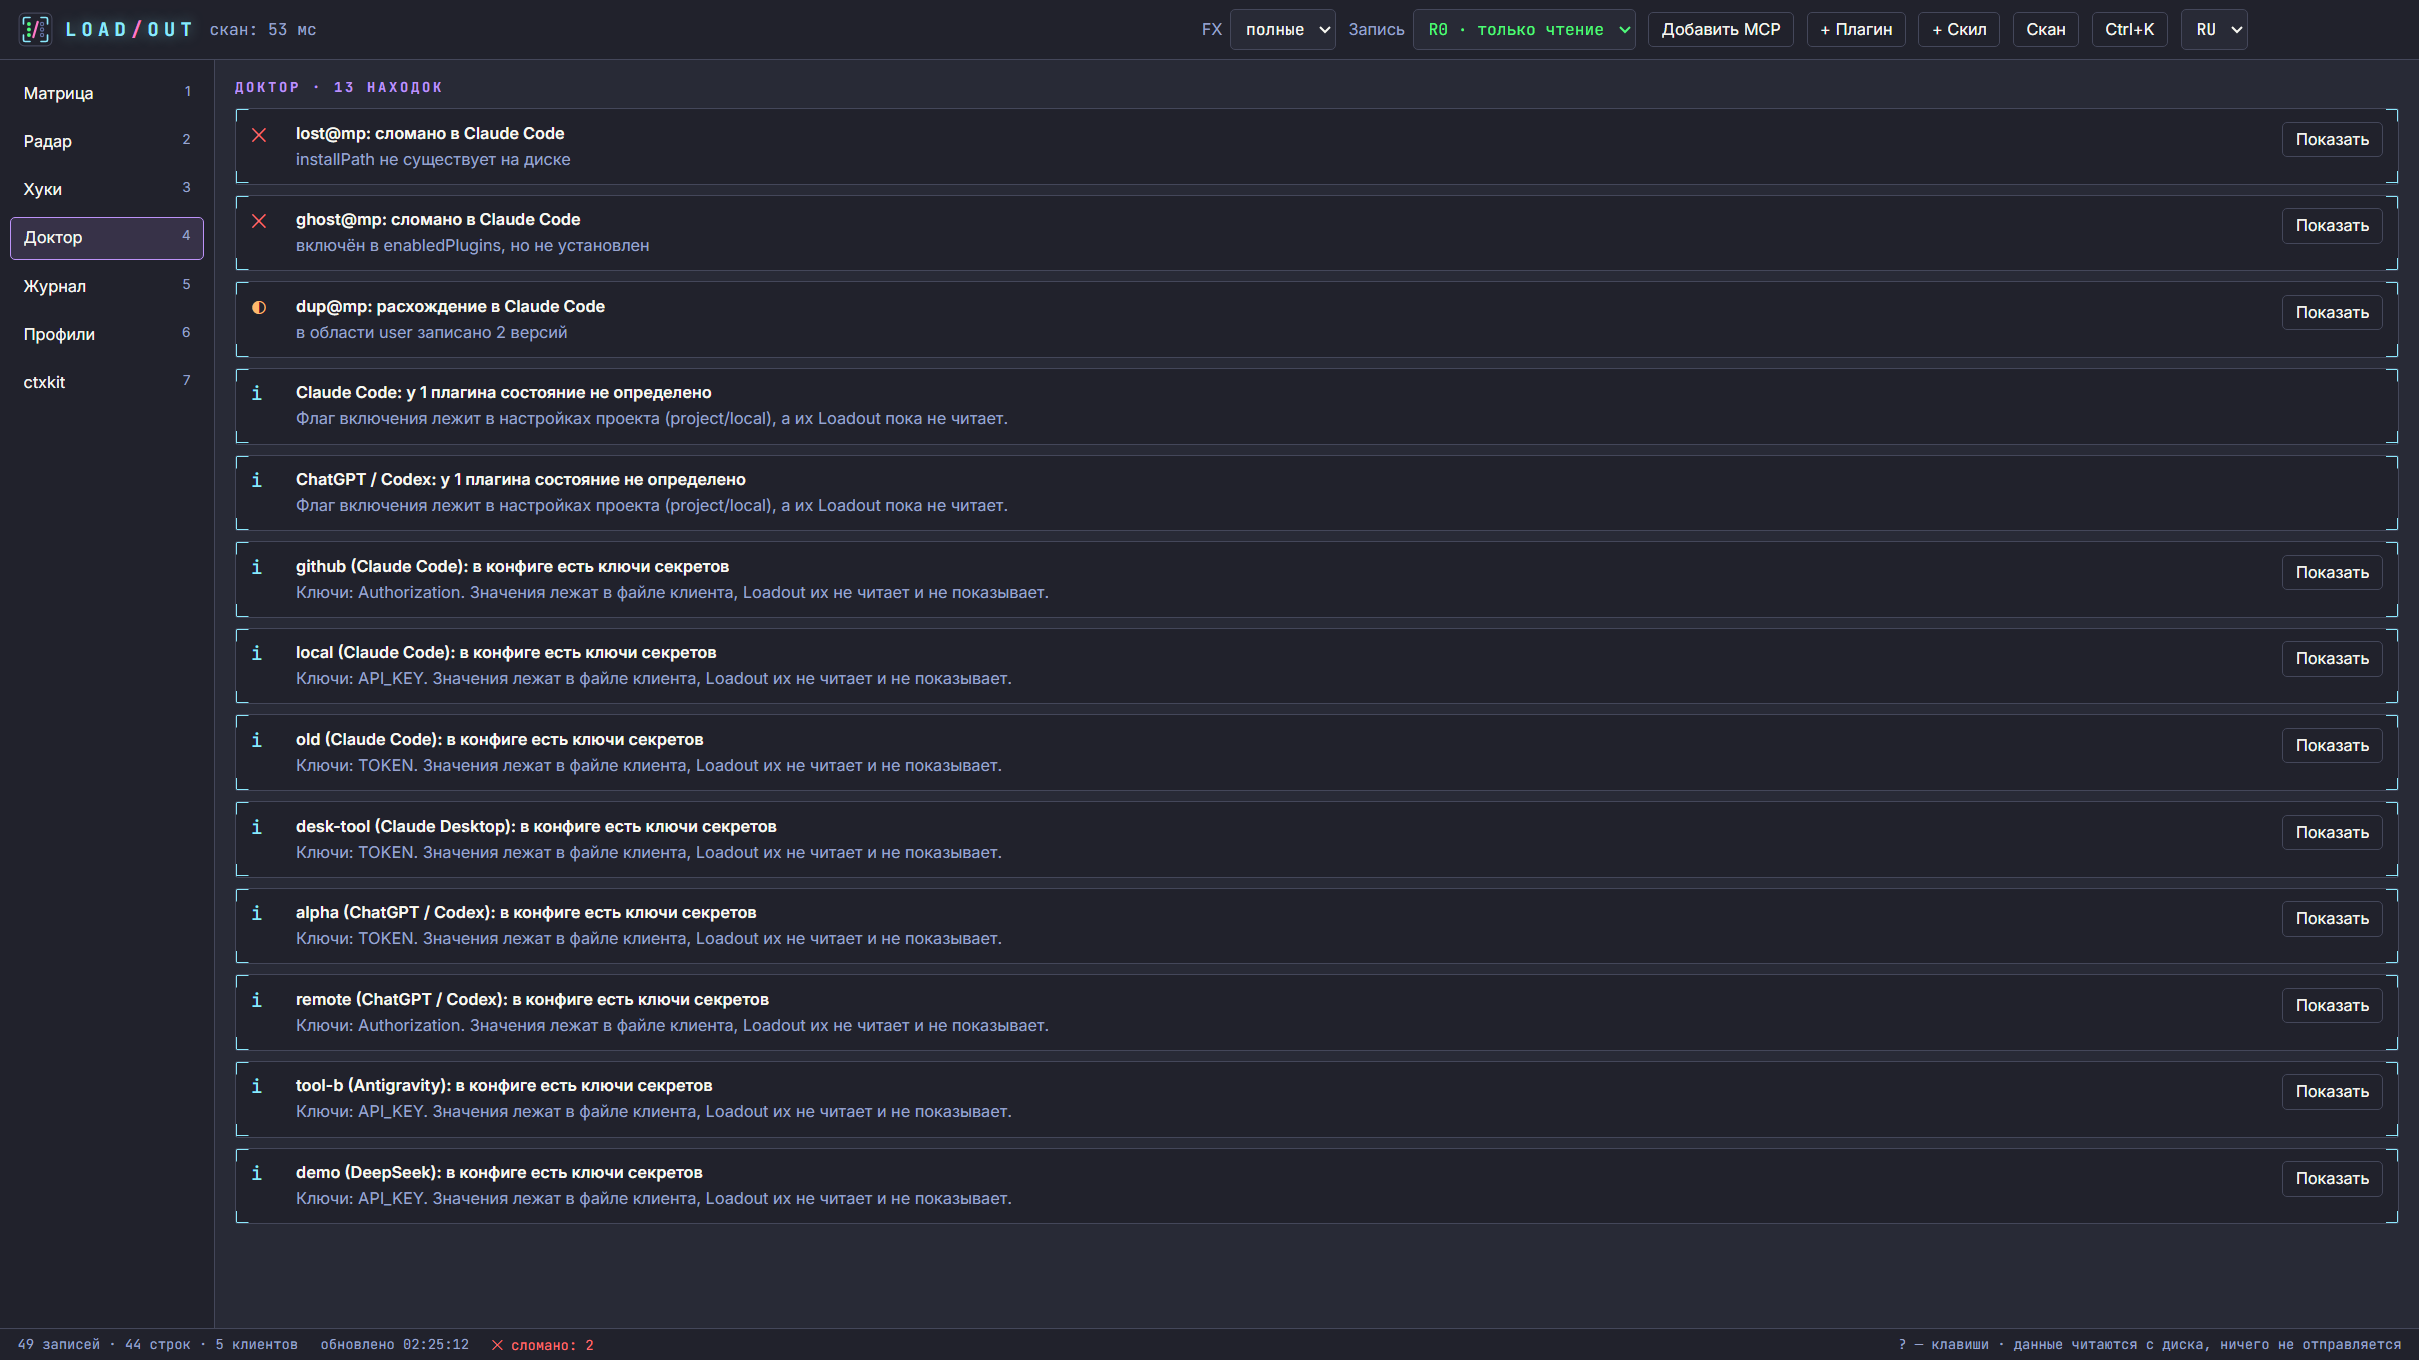 LOAD/OUT скан: 53 мс FX полные Запись R0 · только чтение Добавить MCP + Плагин + Скил Скан Ctrl+K RU
Матрица 1
Радар 2
Хуки 3
Доктор 4
Журнал 5
Профили 6
ctxkit 7
ДОКТОР · 13 НАХОДОК
lost@mp: сломано в Claude Code
installPath не существует на диске
Показать
ghost@mp: сломано в Claude Code
включён в enabledPlugins, но не установлен
Показать
dup@mp: расхождение в Claude Code
в области user записано 2 версий
Показать
Claude Code: у 1 плагина состояние не определено
Флаг включения лежит в настройках проекта (project/local), а их Loadout пока не читает.
ChatGPT / Codex: у 1 плагина состояние не определено
Флаг включения лежит в настройках проекта (project/local), а их Loadout пока не читает.
github (Claude Code): в конфиге есть ключи секретов
Ключи: Authorization. Значения лежат в файле клиента, Loadout их не читает и не показывает.
Показать
local (Claude Code): в конфиге есть ключи секретов
Ключи: API_KEY. Значения лежат в файле клиента, Loadout их не читает и не показывает.
Показать
old (Claude Code): в конфиге есть ключи секретов
Ключи: TOKEN. Значения лежат в файле клиента, Loadout их не читает и не показывает.
Показать
desk-tool (Claude Desktop): в конфиге есть ключи секретов
Ключи: TOKEN. Значения лежат в файле клиента, Loadout их не читает и не показывает.
Показать
alpha (ChatGPT / Codex): в конфиге есть ключи секретов
Ключи: TOKEN. Значения лежат в файле клиента, Loadout их не читает и не показывает.
Показать
remote (ChatGPT / Codex): в конфиге есть ключи секретов
Ключи: Authorization. Значения лежат в файле клиента, Loadout их не читает и не показывает.
Показать
tool-b (Antigravity): в конфиге есть ключи секретов
Ключи: API_KEY. Значения лежат в файле клиента, Loadout их не читает и не показывает.
Показать
demo (DeepSeek): в конфиге есть ключи секретов
Ключи: API_KEY. Значения лежат в файле клиента, Loadout их не читает и не показывает.
Показать
49 записей · 44 строк · 5 клиентов обновлено 02:25:12 ✕ сломано: 2 ? — клавиши · данные читаются с диска, ничего не отправляется